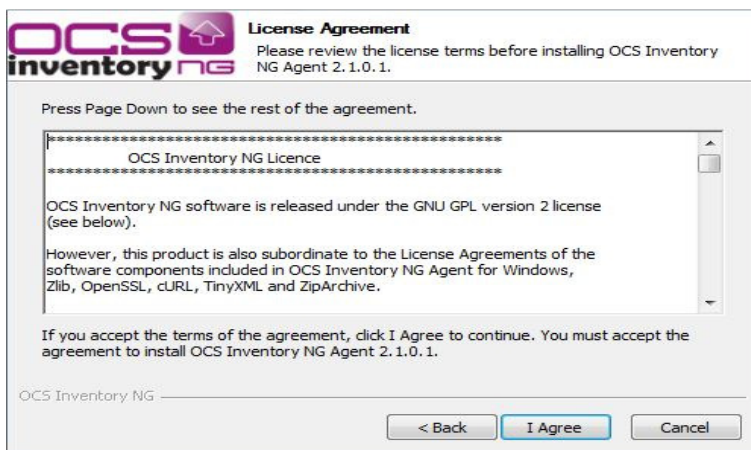 OCS
inventory ng
License Agreement
Please review the license terms before installing OCS Inventory
NG Agent 2.1.0.1.
Press Page Down to see the rest of the agreement.
**************************************************
OCS Inventory NG Licence
**************************************************
OCS Inventory NG software is released under the GNU GPL version 2 license
(see below).
However, this product is also subordinate to the License Agreements of the
software components included in OCS Inventory NG Agent for Windows,
Zlib, OpenSSL, cURL, TinyXML and ZipArchive.
If you accept the terms of the agreement, click I Agree to continue. You must accept the
agreement to install OCS Inventory NG Agent 2.1.0.1.
OCS Inventory NG
< Back I Agree Cancel